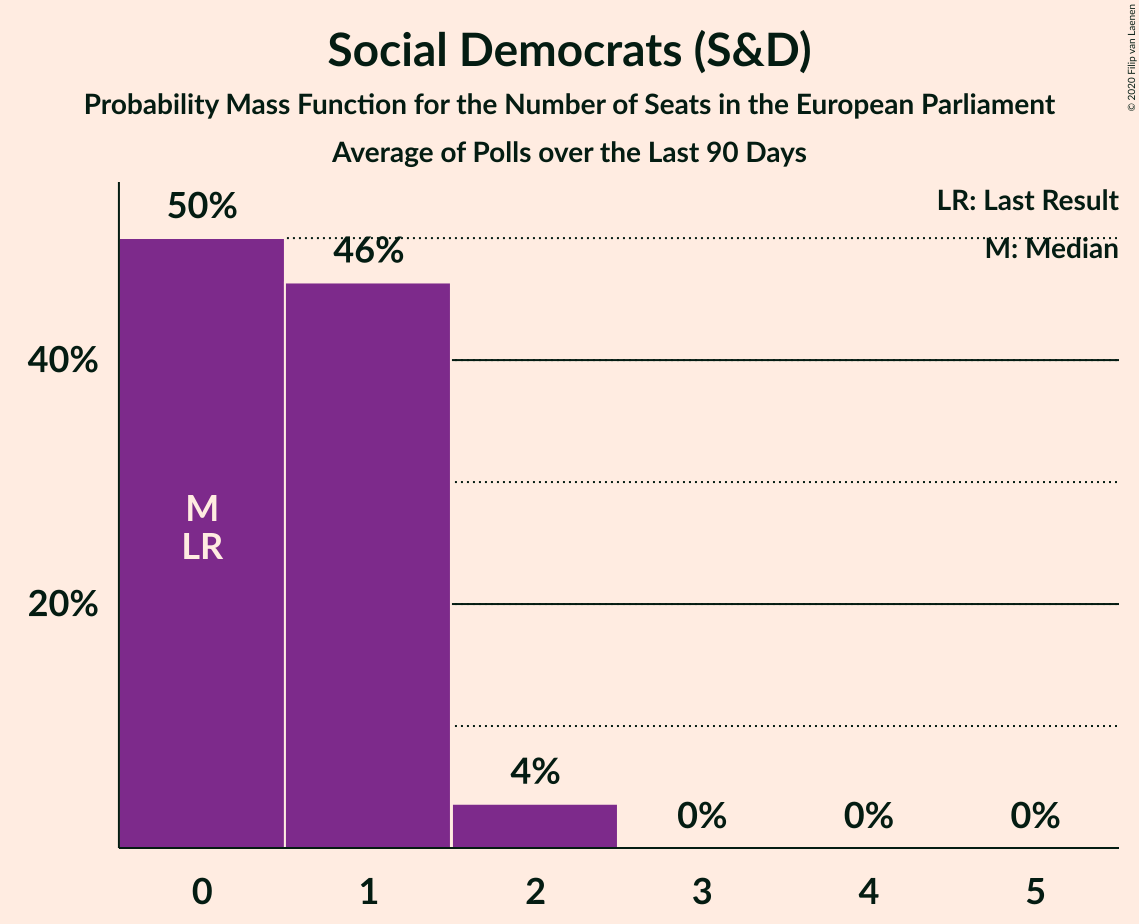 Social Democrats (S&D)
Probability Mass Function for the Number of Seats in the European Parliament
Average of Polls over the Last 90 Days
© 2020 Filip van Laenen
LR: Last Result
M: Median
50%
46%
40%
M
LR
20%
4%
0%
0%
0%
0
1
2
3
4
5